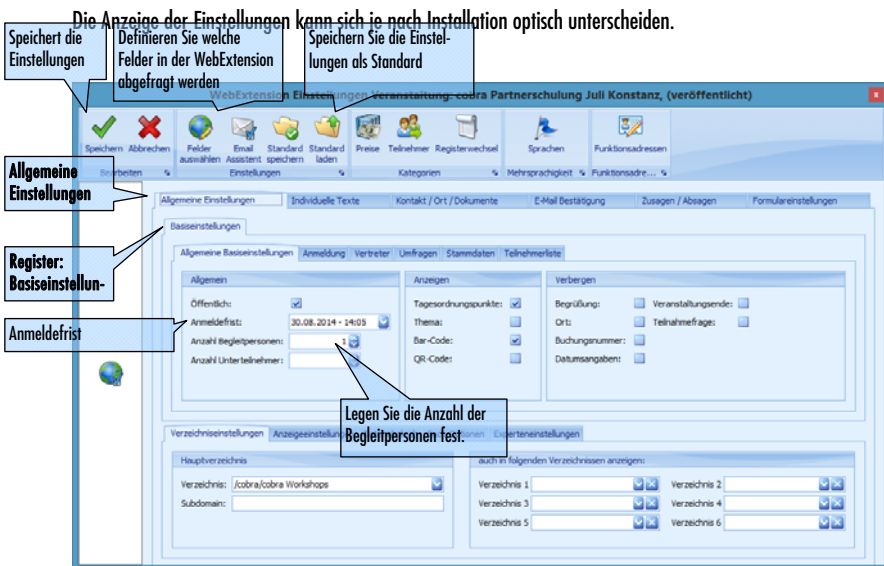 Die Anzeige der Einstellungen kann sich je nach Installation optisch unterscheiden.
Speichert die
Einstellungen
Definieren Sie welche
Felder in der WebExtension
abgefragt werden
Speichern Sie die Einstel-
lungen als Standard
WebExtension Einstellungen Veranstaltung: cobra Partnerschulung Juli Konstanz, (veröffentlicht)
Speichern Abbrechen
Felder auswählen
Email Assistent
Standard speichern
Standard laden
Preise Teilnehmer Registerwechsel
Sprachen
Funktionsadressen
Bearbeiten Einstellungen Kategorien Mehrsprachigkeit Funktionsadre...
Allgemeine
Einstellungen
Allgemeine Einstellungen Individuelle Texte Kontakt / Ort / Dokumente E-Mail Bestätigung Zusagen / Absagen Formulareinstellungen
Basiseinstellungen
Register:
Basiseinstellun-
Allgemeine Basiseinstellungen Anmeldung Vertreter Umfragen Stammdaten Teilnehmerliste
Allgemein Anzeigen Verbergen
Öffentlich: Tagesordnungspunkte: Begrüßung: Veranstaltungsende:
Anmeldefrist
Anmeldefrist: 30.08.2014 - 14:05 Thema: Ort: Teilnahmefrage:
Anzahl Begleitpersonen: 1 Bar-Code: Buchungsnummer:
Anzahl Unterteilnehmer: QR-Code: Datumsangaben:
Legen Sie die Anzahl der
Begleitpersonen fest.
Verzeichniseinstellungen Experteneinstellungen
Hauptverzeichnis auch in folgenden Verzeichnissen anzeigen:
Verzeichnis: /cobra/cobra Workshops Verzeichnis 1 Verzeichnis 2
Subdomain: Verzeichnis 3 Verzeichnis 4
Verzeichnis 5 Verzeichnis 6